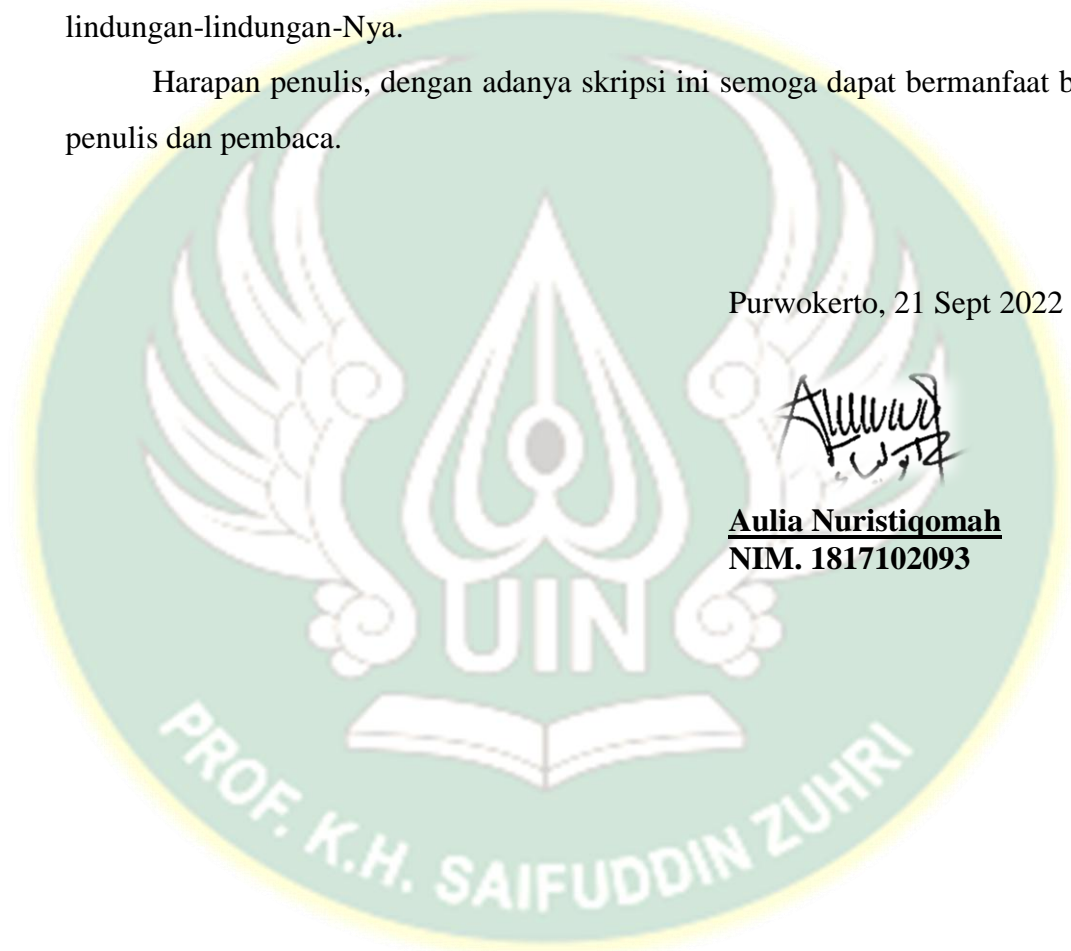 lindungan-lindungan-Nya.
Harapan penulis, dengan adanya skripsi ini semoga dapat bermanfaat b
penulis dan pembaca.
Purwokerto, 21 Sept 2022
Aulia Nuristiqomah
NIM. 1817102093
UIN
PROF. K.H. SAIFUDDIN ZUHRI